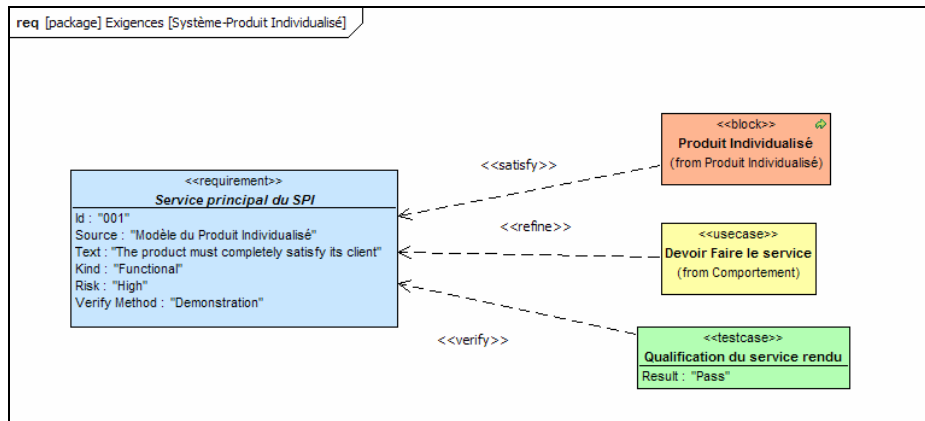 req [package] Exigences [Système-Produit Individualisé]
<<block>>
Produit Individualisé
(from Produit Individualisé)
<<satisfy>>
<<requirement>>
Service principal du SPI
Id : "001"
Source : "Modèle du Produit Individualisé"
Text : "The product must completely satisfy its client"
Kind : "Functional"
Risk : "High"
Verify Method : "Demonstration"
<<refine>>
<<usecase>>
Devoir Faire le service
(from Comportement)
<<verify>>
<<testcase>>
Qualification du service rendu
Result : "Pass"